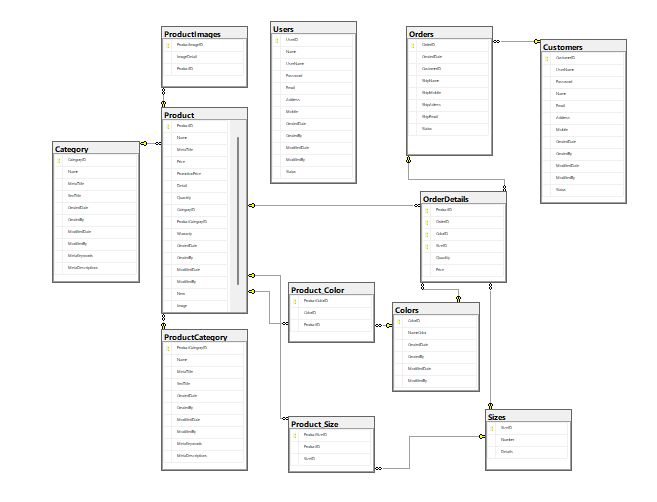 ProductImages
ProductImageID
ImageDetail
ProductID
Users
UserID
Name
UserName
Password
Email
Address
Mobile
CreatedDate
CreatedBy
ModifiedDate
ModifiedBy
Status
Orders
OrderID
CreatedDate
CustomerID
ShipName
ShipMobile
ShipAddress
ShipEmail
Status
Customers
CustomerID
UserName
Password
Name
Email
Address
Mobile
CreatedDate
CreatedBy
ModifiedDate
ModifiedBy
Status
Product
ProductID
Name
MetaTitle
Price
PromotionPrice
Detail
Quantity
CategoryID
ProductCategoryID
Warranty
CreatedDate
CreatedBy
ModifiedDate
ModifiedBy
New
Image
Category
CategoryID
Name
MetaTitle
SeoTitle
CreatedDate
CreatedBy
ModifiedDate
ModifiedBy
MetaKeywords
MetaDescriptions
OrderDetails
ProductID
OrderID
ColorID
SizeID
Quantity
Price
Product_Color
ProductColorID
ColorID
ProductID
Colors
ColorID
NameColor
CreatedDate
CreatedBy
ModifiedDate
ModifiedBy
ProductCategory
ProductCategoryID
Name
MetaTitle
SeoTitle
CreatedDate
CreatedBy
ModifiedDate
ModifiedBy
MetaKeywords
MetaDescriptions
Product_Size
ProductSizeID
ProductID
SizeID
Sizes
SizeID
Number
Details